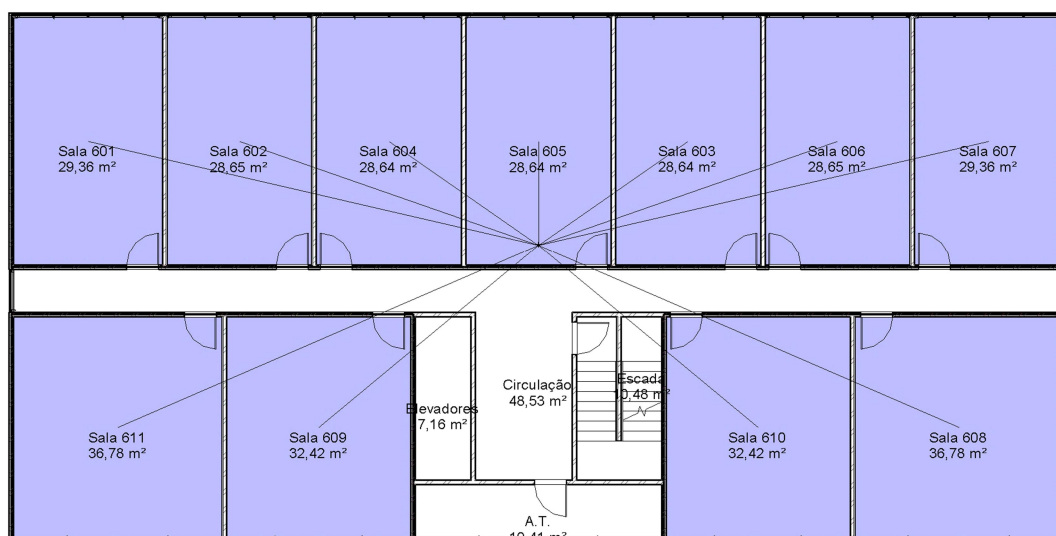 Sala 601
29,36 m²
Sala 602
28,65 m²
Sala 604
28,64 m²
Sala 605
28,64 m²
Sala 603
28,64 m²
Sala 606
28,65 m²
Sala 607
29,36 m²
Sala 611
36,78 m²
Sala 609
32,42 m²
Elevadores
7,16 m²
Circulação
48,53 m²
Escada
10,48 m²
Sala 610
32,42 m²
Sala 608
36,78 m²
A.T.